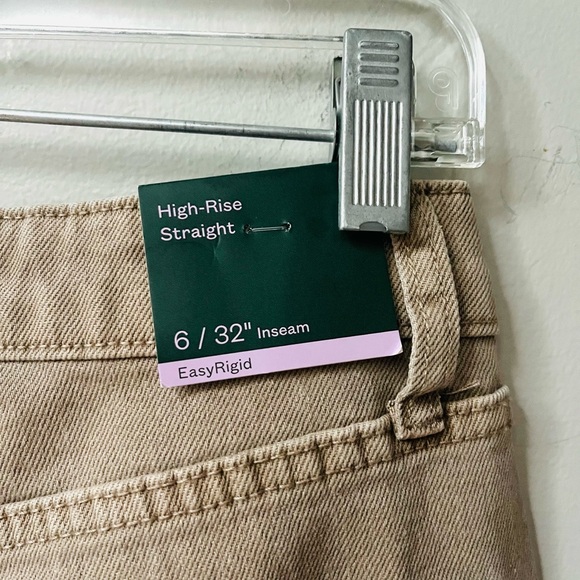 High-Rise
Straight
6 / 32" Inseam
EasyRigid